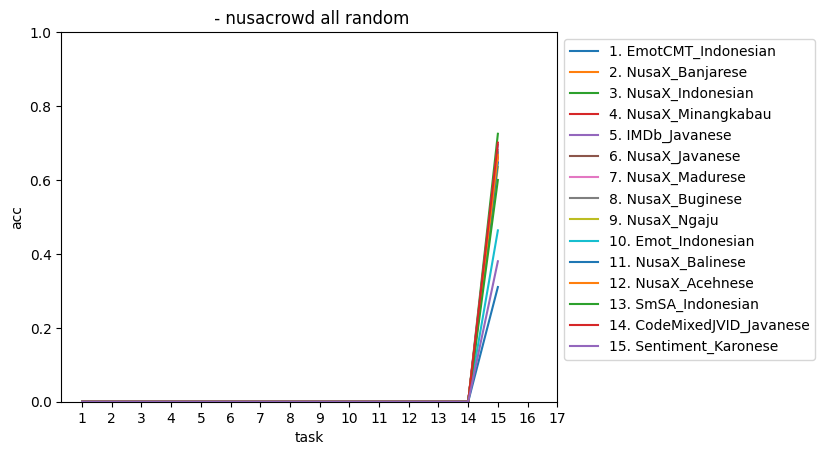 - nusacrowd all random
1.0
0.8
0.6
0.4
0.2
0.0
acc
1 2 3 4 5 6 7 8 9 10 11 12 13 14 15 16 17
task
1. EmotCMT_Indonesian
2. NusaX_Banjarese
3. NusaX_Indonesian
4. NusaX_Minangkabau
5. IMDb_Javanese
6. NusaX_Javanese
7. NusaX_Madurese
8. NusaX_Buginese
9. NusaX_Ngaju
10. Emot_Indonesian
11. NusaX_Balinese
12. NusaX_Acehnese
13. SmSA_Indonesian
14. CodeMixedJVID_Javanese
15. Sentiment_Karonese